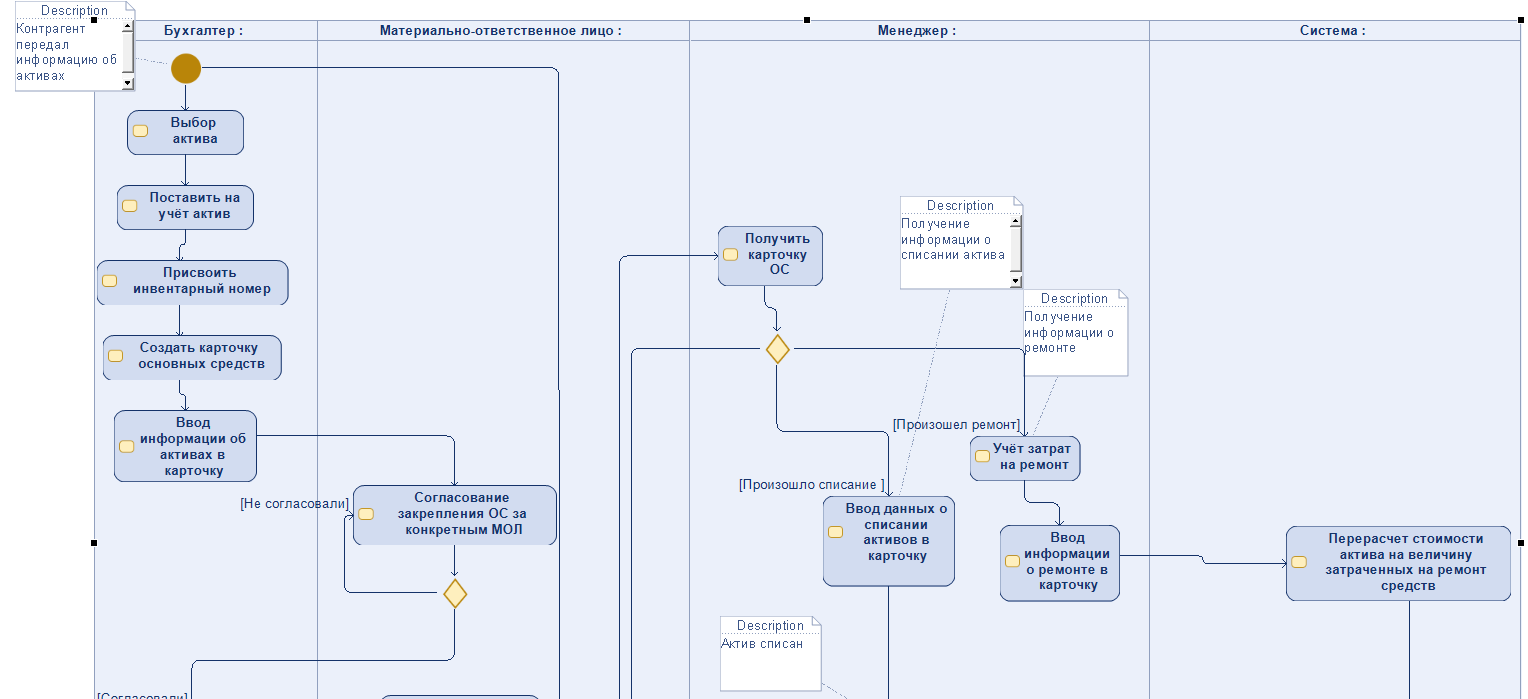 Description
Контрагент
передал
информацию об
активах
Бухгалтер :
Материально-ответственное лицо :
Менеджер :
Система :
Выбор
актива
Поставить на
учёт актив
Присвоить
инвентарный номер
Создать карточку
основных средств
Ввод
информации об
активах в
карточку
[Не согласовали]
Согласование
закрепления ОС за
конкретным МОЛ
[Согласовали]
Получить
карточку
ОС
Description
Получение
информации о
списании актива
Description
Получение
информации о
ремонте
[Произошел ремонт]
Учёт затрат
на ремонт
[Произошло списание ]
Ввод данных о
списании
активов в
карточку
Ввод
информации
о ремонте в
карточку
Перерасчет стоимости
актива на величину
затраченных на ремонт
средств
Description
Актив списан